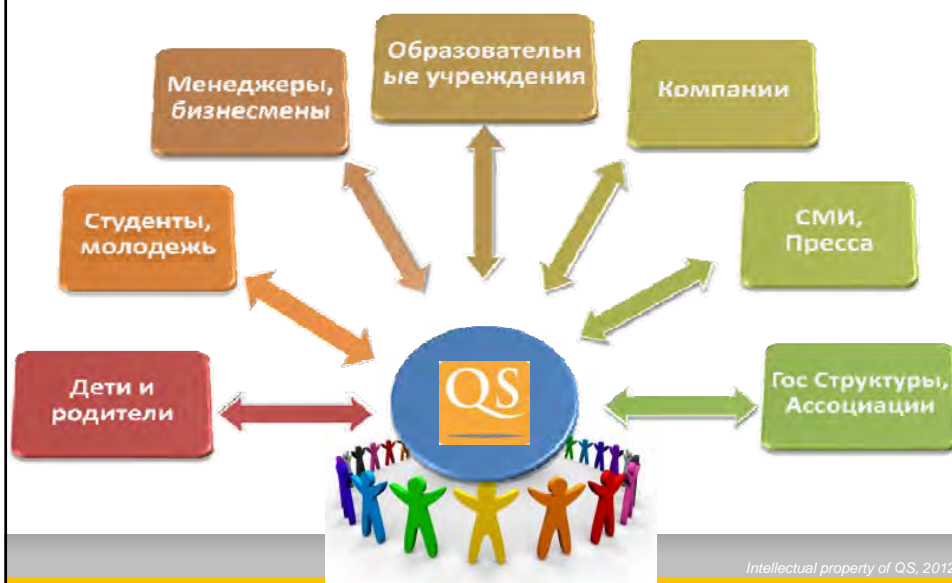 Образовательн
ые учреждения
Менеджеры,
бизнесмены
Компании
Студенты,
молодежь
СМИ,
Пресса
Дети и
родители
QS
Гос Структуры,
Ассоциации
Intellectual property of QS, 2012